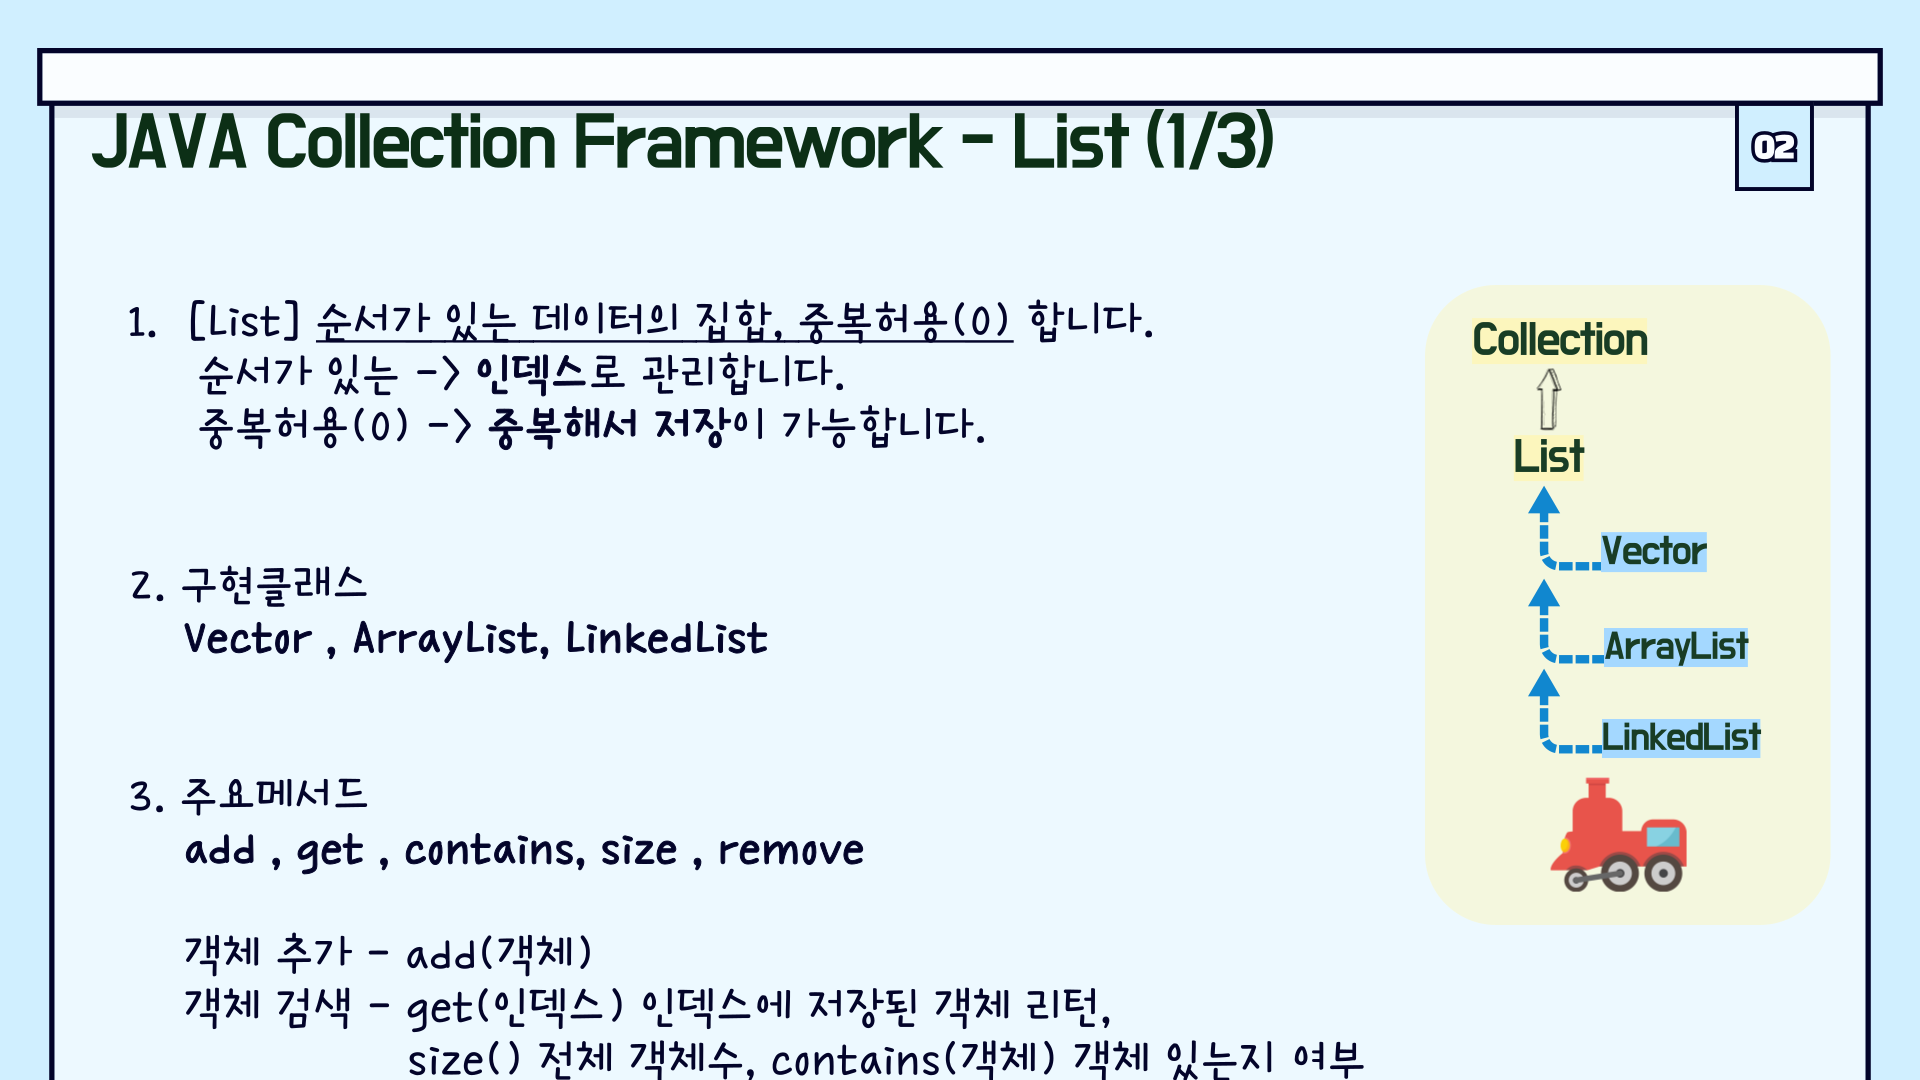 JAVA Collection Framework - List (1/3)
02
1. [List] 순서가 있는 데이터의 집합, 중복허용(O) 합니다.
순서가 있는 -> 인덱스로 관리합니다.
중복허용(O) -> 중복해서 저장이 가능합니다.
2. 구현클래스
Vector , ArrayList, LinkedList
3. 주요메서드
add , get , contains, size , remove
객체 추가 - add(객체)
객체 검색 - get(인덱스) 인덱스에 저장된 객체 리턴,
size() 전체 객체수, contains(객체) 객체 있는지 여부
Collection
List
Vector
ArrayList
LinkedList